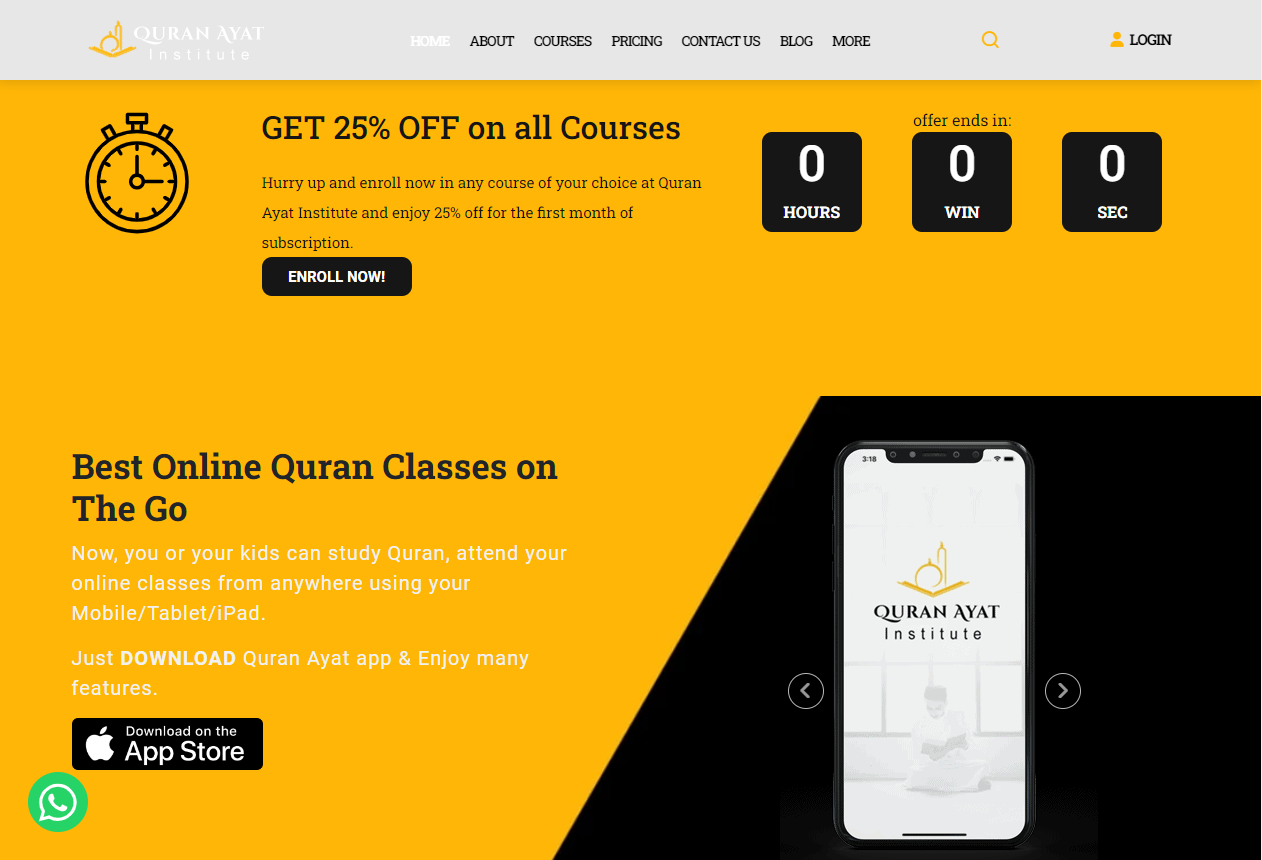 QURAN AYAT
Institute
HOME ABOUT COURSES PRICING CONTACT US BLOG MORE
LOGIN
GET 25% OFF on all Courses
Hurry up and enroll now in any course of your choice at Quran
Ayat Institute and enjoy 25% off for the first month of
subscription.
ENROLL NOW!
offer ends in:
0 0 0
HOURS WIN SEC
Best Online Quran Classes on
The Go
Now, you or your kids can study Quran, attend your
online classes from anywhere using your
Mobile/Tablet/iPad.
Just DOWNLOAD Quran Ayat app & Enjoy many
features.
Download on the
App Store
3:18
QURAN AYAT
Institute